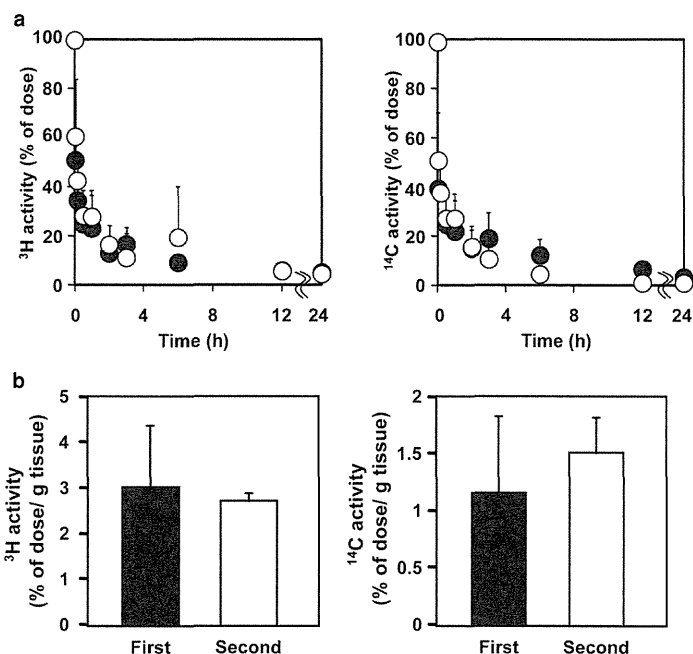 a
³H activity (% of dose)
100
80
60
40
20
0
0
4
8
12
24
Time (h)
¹⁴C activity (% of dose)
100
80
60
40
20
0
0
4
8
12
24
Time (h)
b
³H activity
(% of dose/ g tissue)
5
4
3
2
1
0
First
Second
¹⁴C activity
(% of dose/ g tissue)
2
1.5
1
0.5
0
First
Second